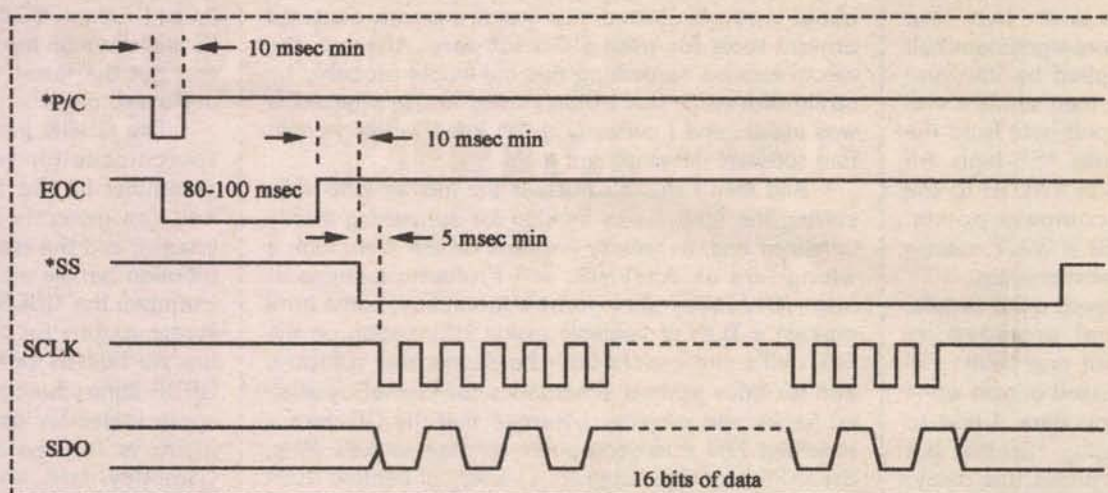 10 msec min
*P/C
10 msec min
EOC
80-100 msec
5 msec min
*SS
SCLK
SDO
16 bits of data